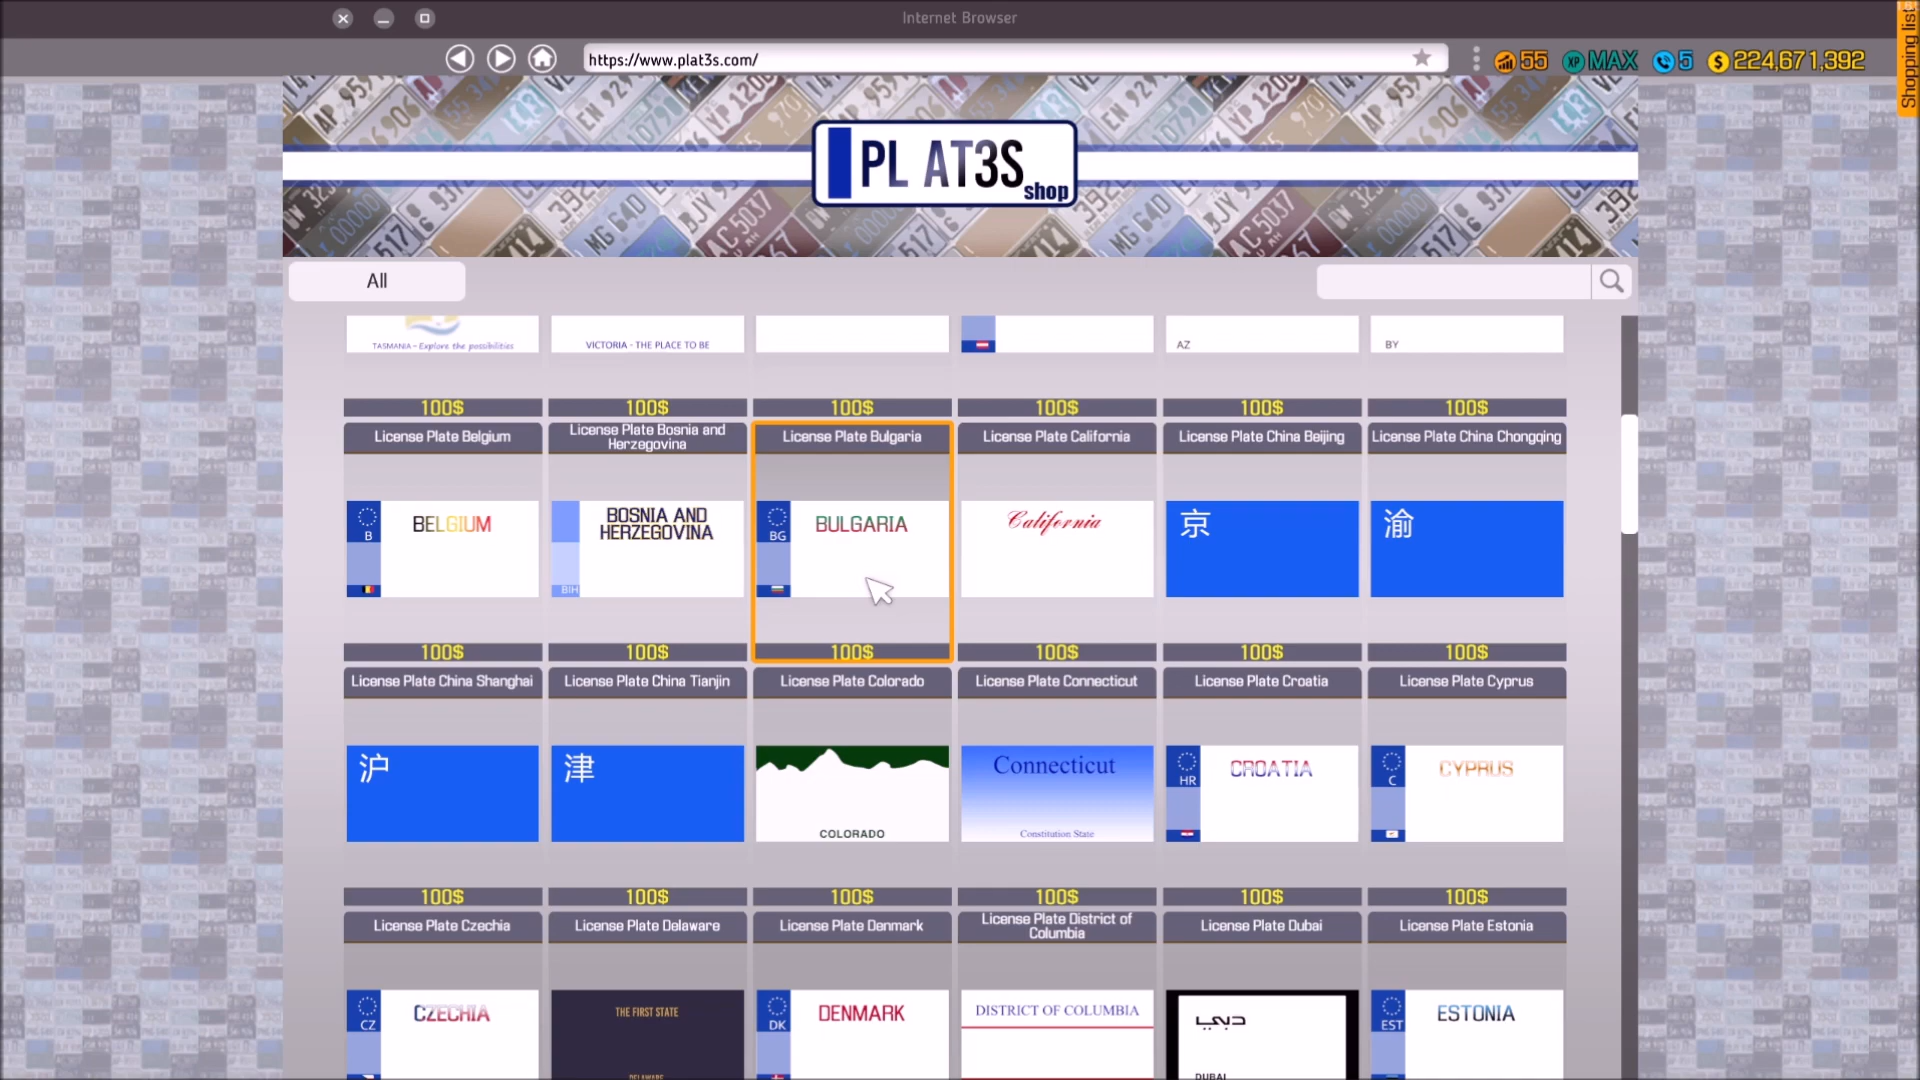 Internet Browser
https://www.plat3s.com/
55
XP MAX
5
$ 224,671,392
Shopping list
PL AT3S
shop
All
TASMANIA - Explore the possibilities
VICTORIA - THE PLACE TO BE
AZ
BY
100$ 100$ 100$ 100$ 100$ 100$
License Plate Belgium
License Plate Bosnia and
Herzegovina
License Plate Bulgaria
License Plate California
License Plate China Beijing
License Plate China Chongqing
B
BELGIUM
BOSNIA AND
HERZEGOVINA
BIH
BG
BULGARIA
California
京
渝
100$ 100$ 100$ 100$ 100$ 100$
License Plate China Shanghai
License Plate China Tianjin
License Plate Colorado
License Plate Connecticut
License Plate Croatia
License Plate Cyprus
沪
津
COLORADO
Connecticut
Constitution State
HR
CROATIA
C
CYPRUS
100$ 100$ 100$ 100$ 100$ 100$
License Plate Czechia
License Plate Delaware
License Plate Denmark
License Plate District of
Columbia
License Plate Dubai
License Plate Estonia
CZ
CZECHIA
THE FIRST STATE
DELAWARE
DK
DENMARK
DISTRICT OF COLUMBIA
دبي
DUBAI
EST
ESTONIA